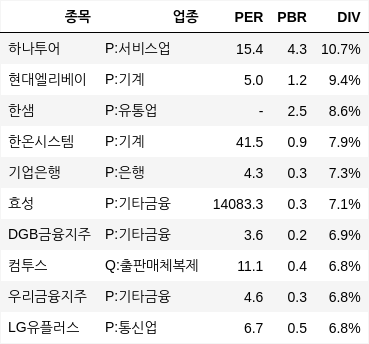 종목 업종 PER PBR DIV
하나투어 P:서비스업 15.4 4.3 10.7%
현대엘리베이 P:기계 5.0 1.2 9.4%
한샘 P:유통업 - 2.5 8.6%
한온시스템 P:기계 41.5 0.9 7.9%
기업은행 P:은행 4.3 0.3 7.3%
효성 P:기타금융 14083.3 0.3 7.1%
DGB금융지주 P:기타금융 3.6 0.2 6.9%
컴투스 Q:출판매체복제 11.1 0.4 6.8%
우리금융지주 P:기타금융 4.6 0.3 6.8%
LG유플러스 P:통신업 6.7 0.5 6.8%